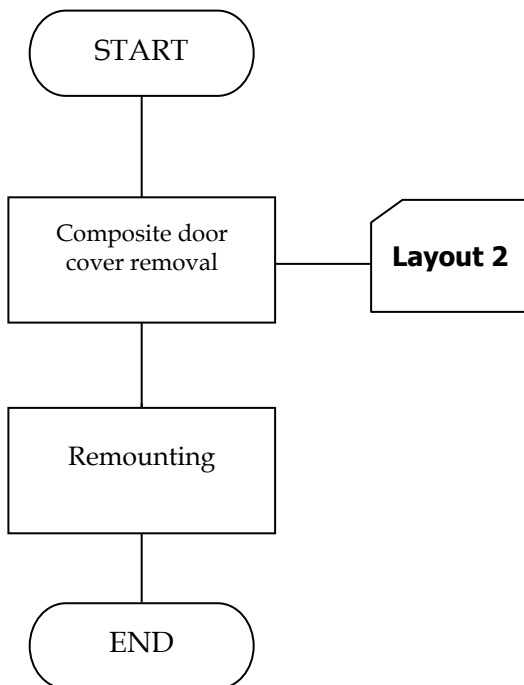 START
Composite door
cover removal
Layout 2
Remounting
END